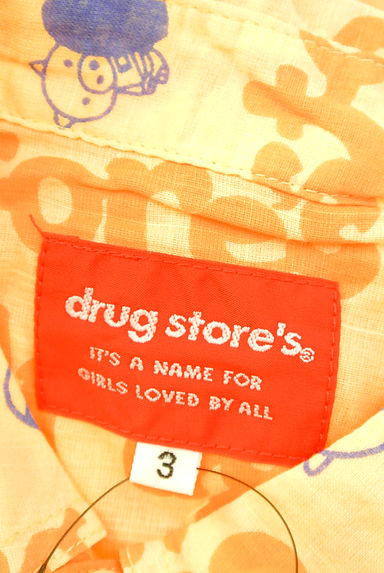 drug store's®
IT'S A NAME FOR
GIRLS LOVED BY ALL
3